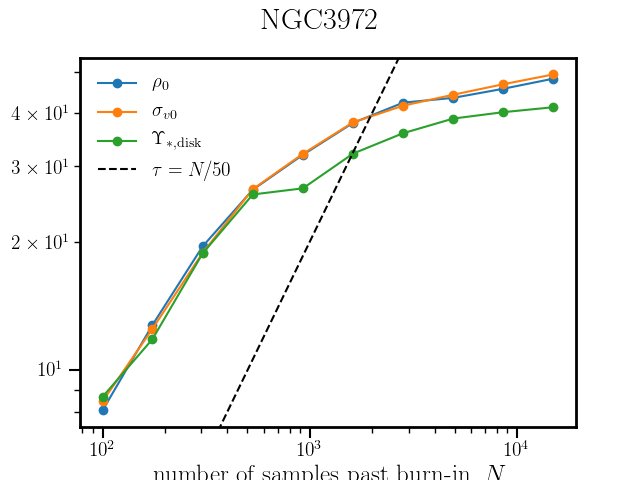 NGC3972
ρ₀
σᵥ₀
Υ∗,disk
τ = N/50
4 × 10¹
3 × 10¹
2 × 10¹
10¹
10² 10³ 10⁴
number of samples past burn-in, N